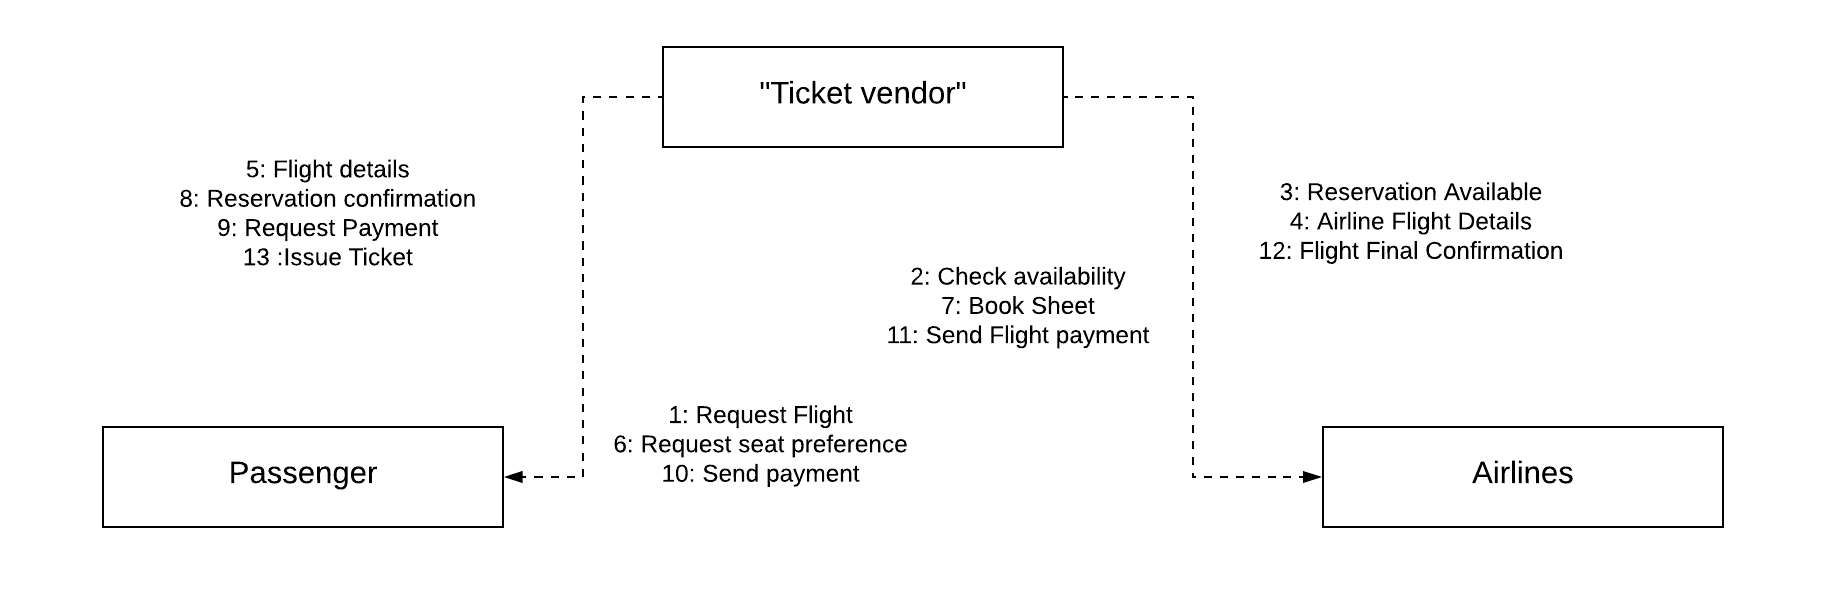 "Ticket vendor"
5: Flight details
8: Reservation confirmation
9: Request Payment
13 :Issue Ticket
3: Reservation Available
4: Airline Flight Details
12: Flight Final Confirmation
2: Check availability
7: Book Sheet
11: Send Flight payment
1: Request Flight
6: Request seat preference
10: Send payment
Passenger
Airlines